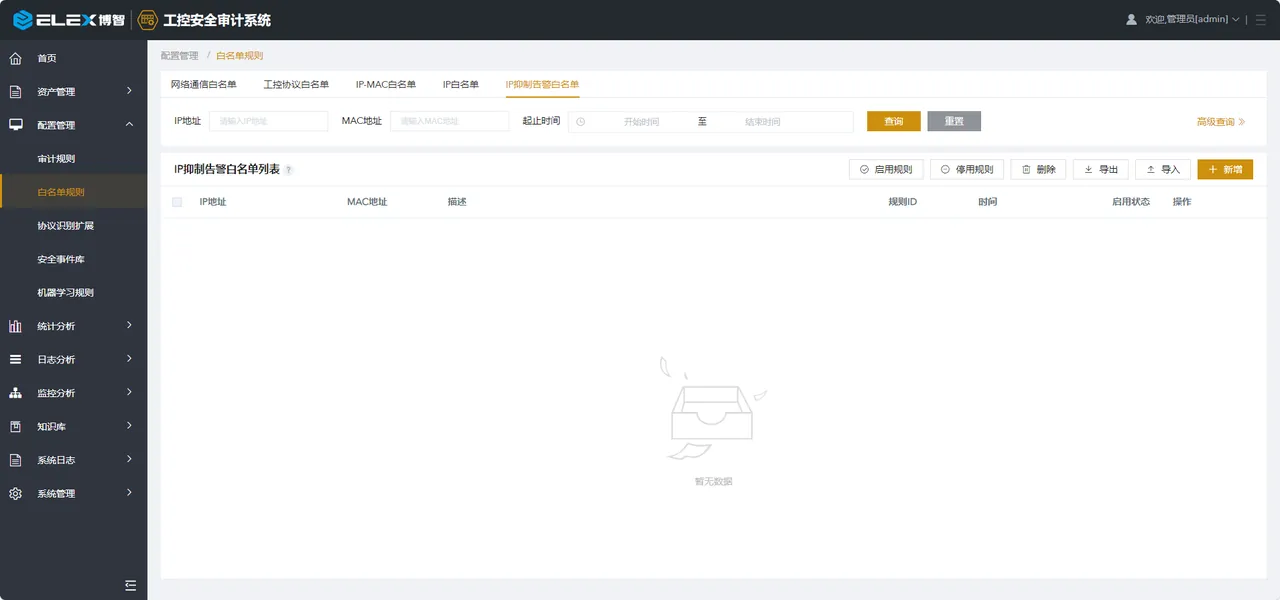 ELEX博智 工控安全审计系统
欢迎,管理员[admin]
首页
资产管理
配置管理
审计规则
白名单规则
协议识别扩展
安全事件库
机器学习规则
统计分析
日志分析
监控分析
知识库
系统日志
系统管理
配置管理 / 白名单规则
网络通信白名单 工控协议白名单 IP-MAC白名单 IP白名单 IP抑制告警白名单
IP地址 请输入IP地址 MAC地址 请输入MAC地址 起止时间 开始时间 至 结束时间 查询 重置 高级查询
IP抑制告警白名单列表 ? 启用规则 停用规则 删除 导出 导入 新增
IP地址 MAC地址 描述 规则ID 时间 启用状态 操作
暂无数据